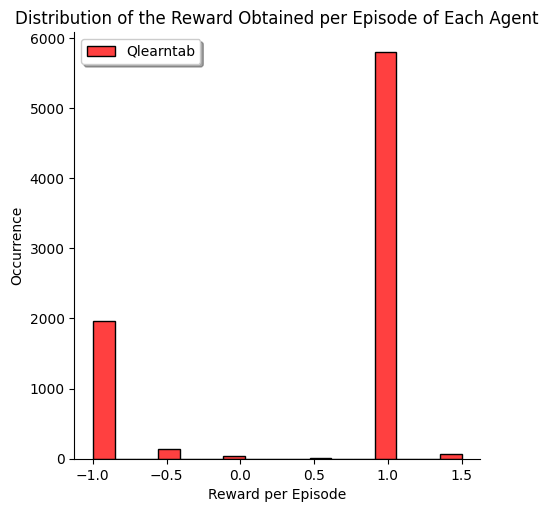 Distribution of the Reward Obtained per Episode of Each Agent
Qlearntab
6000
5000
4000
3000
2000
1000
0
Occurrence
−1.0 −0.5 0.0 0.5 1.0 1.5
Reward per Episode